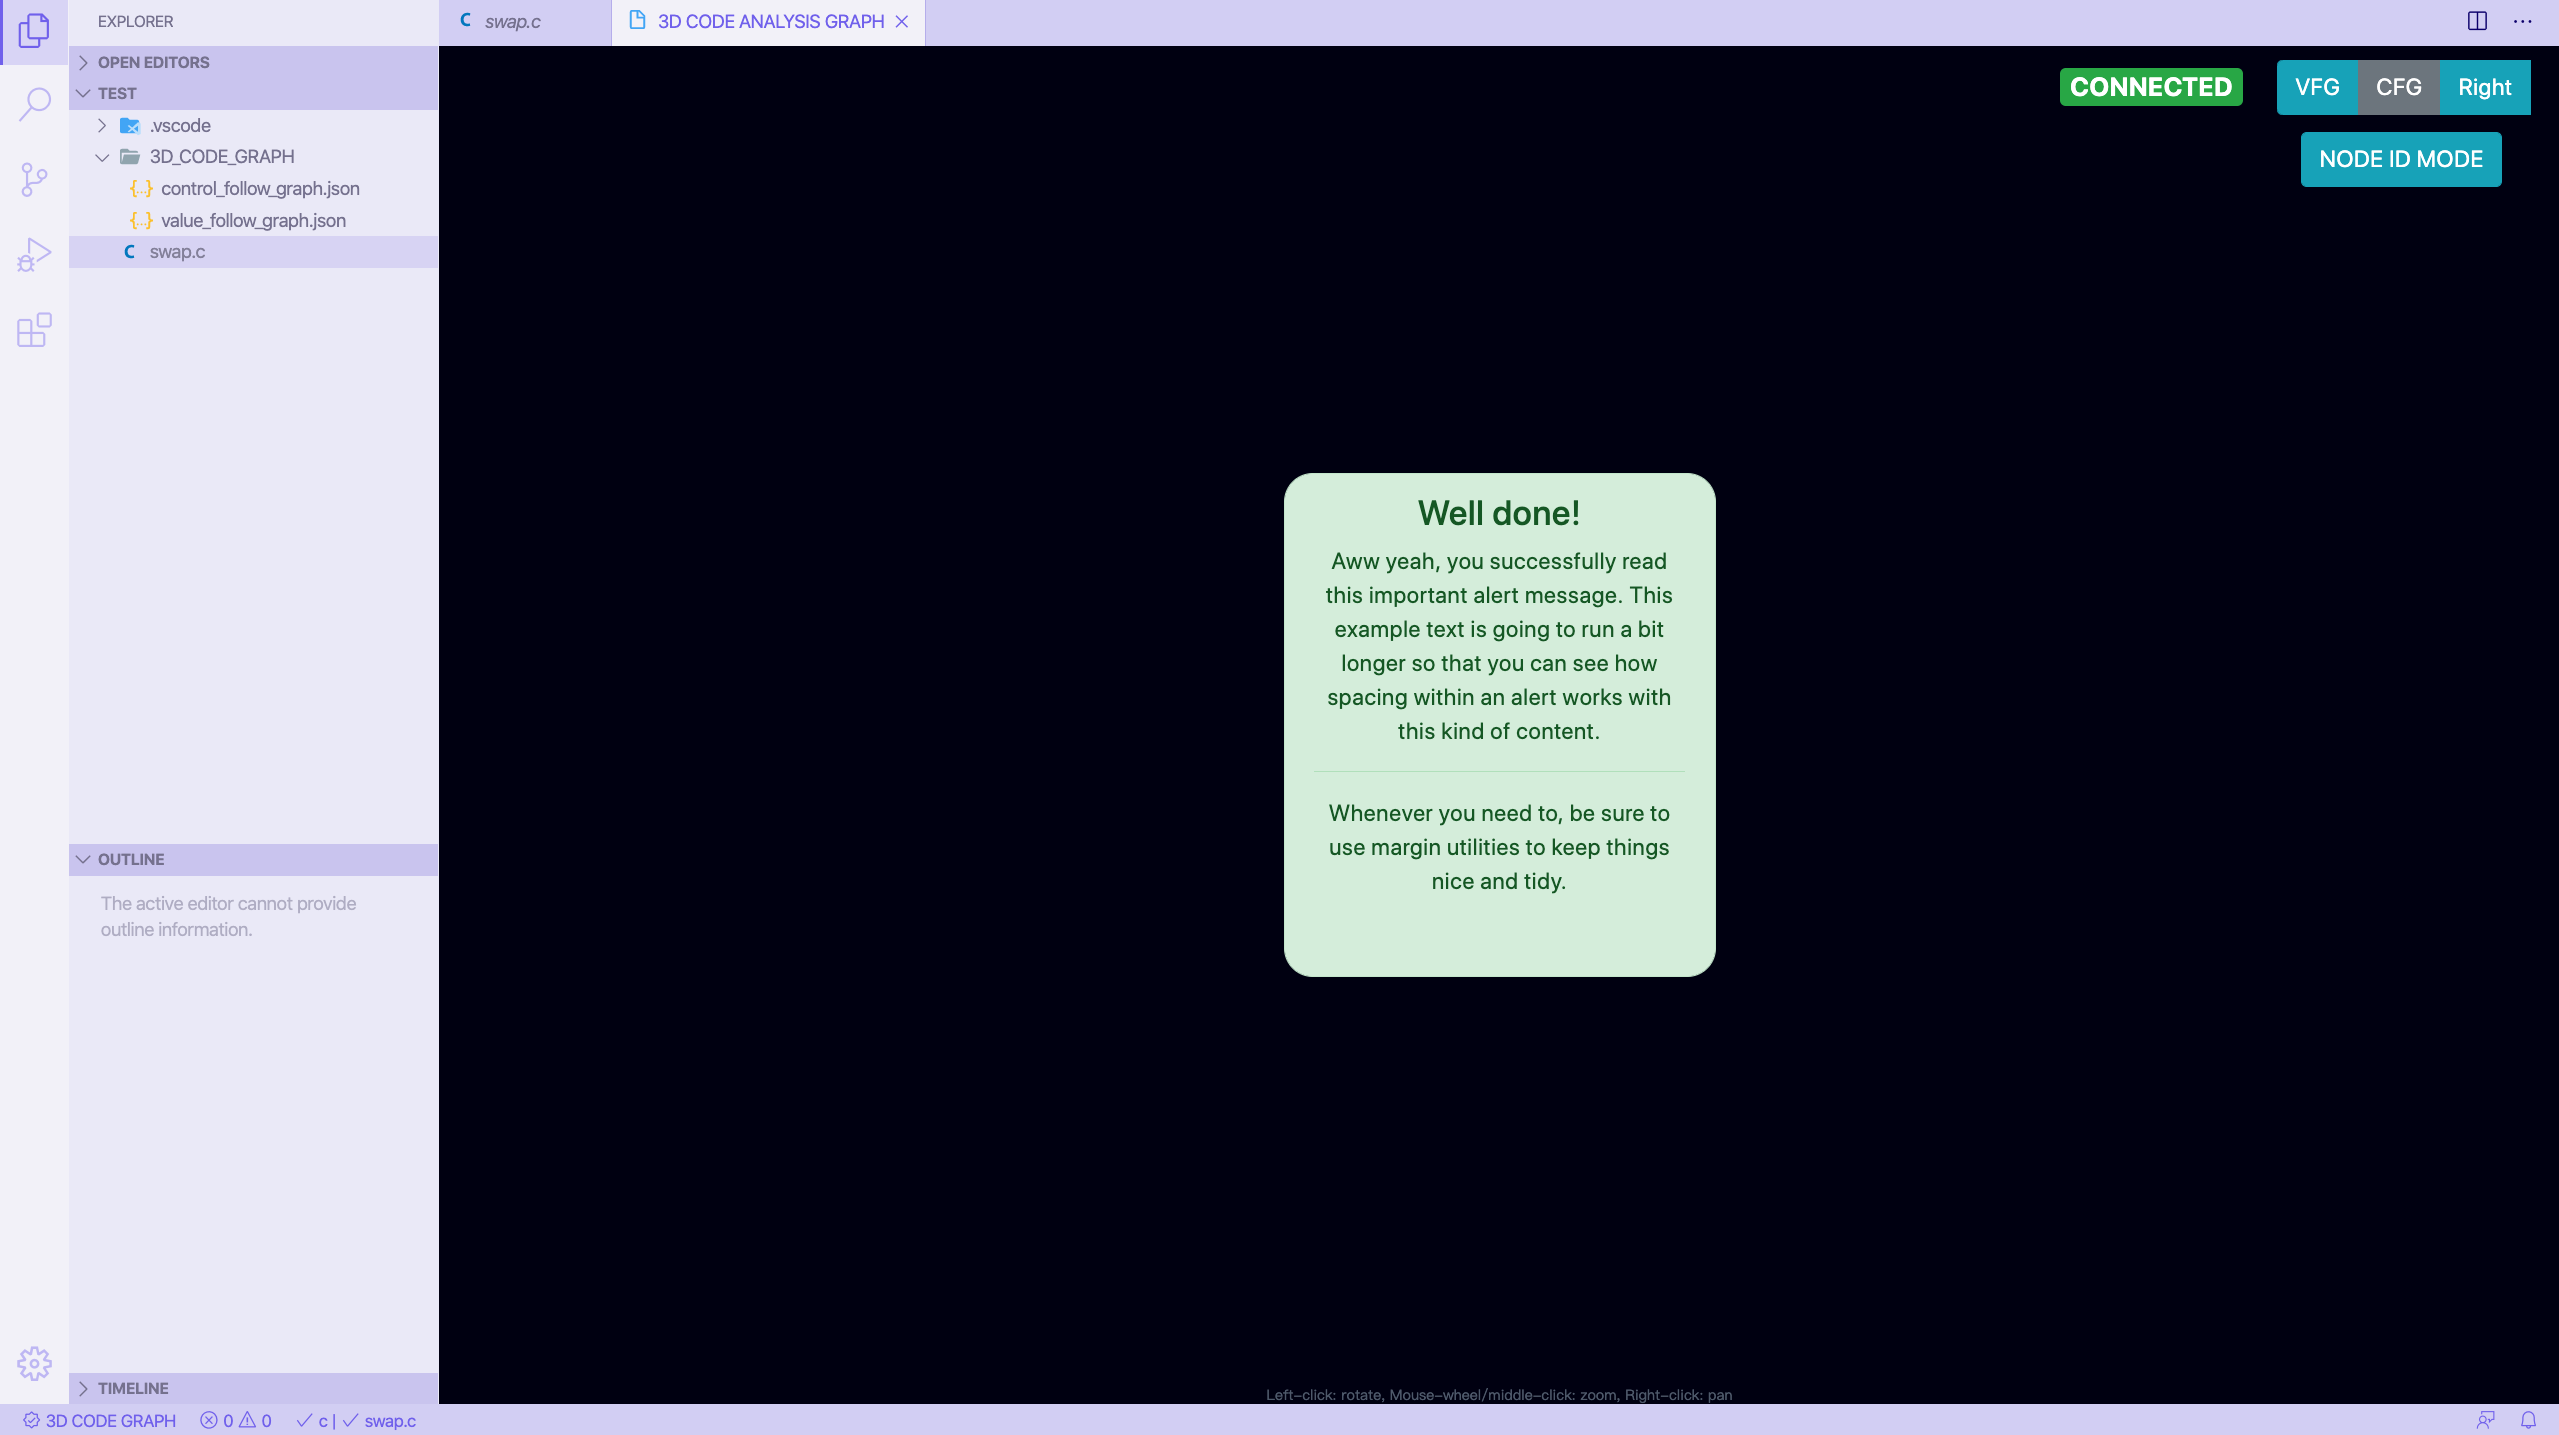 EXPLORER
OPEN EDITORS
TEST
.vscode
3D_CODE_GRAPH
{...} control_follow_graph.json
{...} value_follow_graph.json
C swap.c
OUTLINE
The active editor cannot provide
outline information.
TIMELINE
C swap.c
3D CODE ANALYSIS GRAPH
CONNECTED
VFG CFG Right
NODE ID MODE
Well done!
Aww yeah, you successfully read
this important alert message. This
example text is going to run a bit
longer so that you can see how
spacing within an alert works with
this kind of content.
Whenever you need to, be sure to
use margin utilities to keep things
nice and tidy.
Left-click: rotate, Mouse-wheel/middle-click: zoom, Right-click: pan
3D CODE GRAPH 0 0 c | swap.c